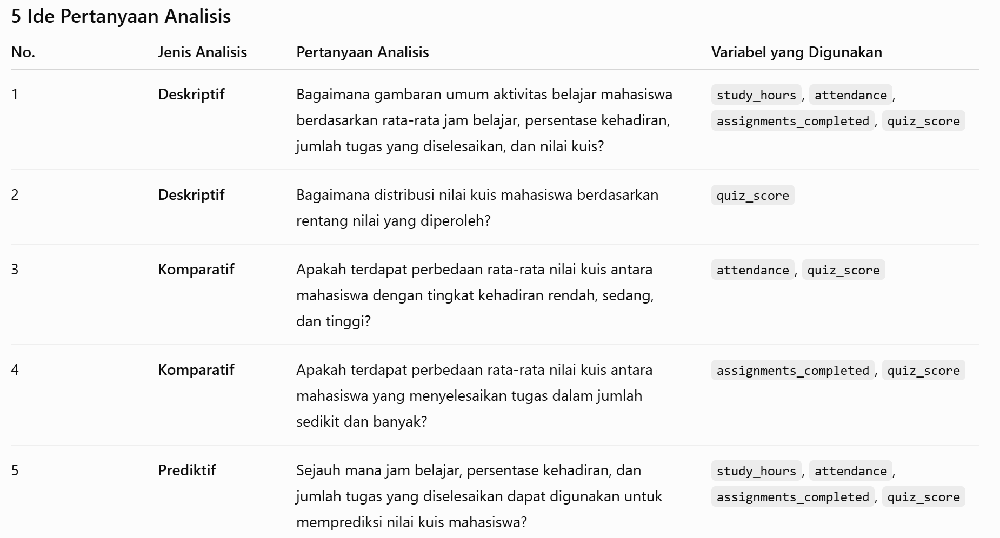 5 Ide Pertanyaan Analisis
No. Jenis Analisis Pertanyaan Analisis Variabel yang Digunakan
1 Deskriptif Bagaimana gambaran umum aktivitas belajar mahasiswa study_hours, attendance,
berdasarkan rata-rata jam belajar, persentase kehadiran, assignments_completed, quiz_score
jumlah tugas yang diselesaikan, dan nilai kuis?
2 Deskriptif Bagaimana distribusi nilai kuis mahasiswa berdasarkan quiz_score
rentang nilai yang diperoleh?
3 Komparatif Apakah terdapat perbedaan rata-rata nilai kuis antara attendance, quiz_score
mahasiswa dengan tingkat kehadiran rendah, sedang,
dan tinggi?
4 Komparatif Apakah terdapat perbedaan rata-rata nilai kuis antara assignments_completed, quiz_score
mahasiswa yang menyelesaikan tugas dalam jumlah
sedikit dan banyak?
5 Prediktif Sejauh mana jam belajar, persentase kehadiran, dan study_hours, attendance,
jumlah tugas yang diselesaikan dapat digunakan untuk assignments_completed, quiz_score
memprediksi nilai kuis mahasiswa?